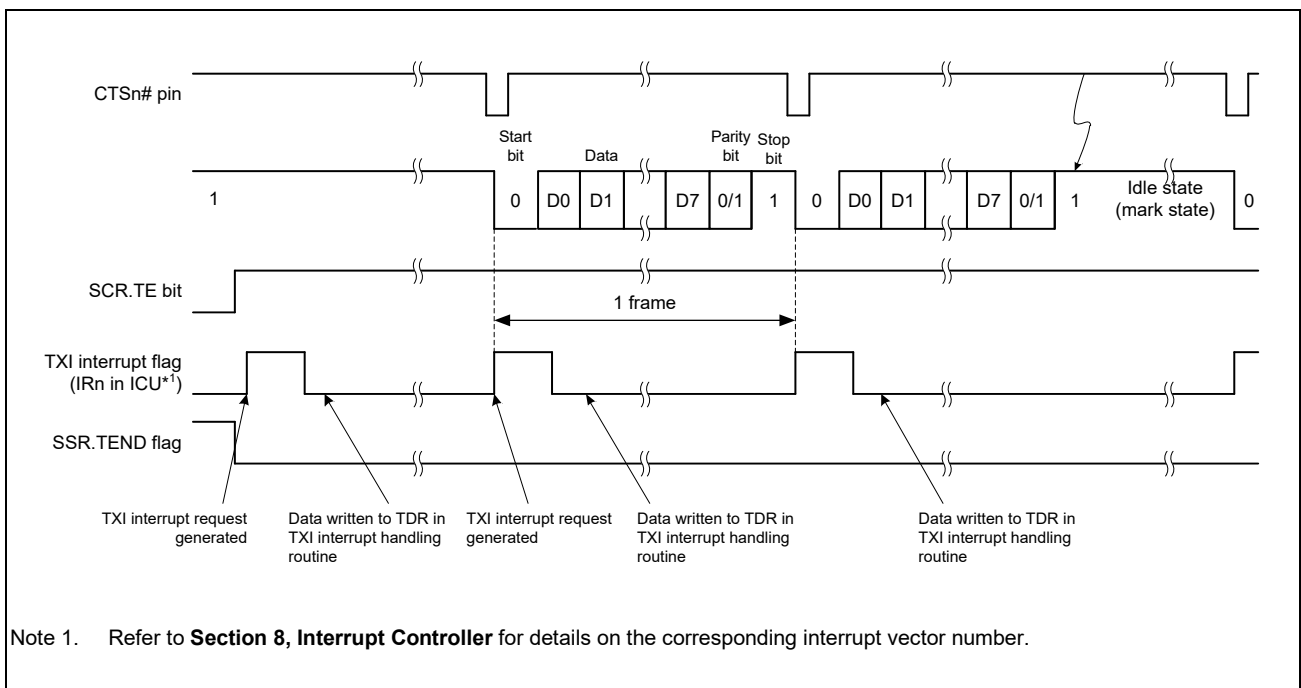 CTSn# pin
Start
bit
Data
Parity
bit
Stop
bit
1
0
D0
D1
D7
0/1
1
0
D0
D1
D7
0/1
1
Idle state
(mark state)
0
SCR.TE bit
1 frame
TXI interrupt flag
(IRn in ICU*1)
SSR.TEND flag
TXI interrupt request
generated
Data written to TDR in
TXI interrupt handling
routine
TXI interrupt request
generated
Data written to TDR in
TXI interrupt handling
routine
Data written to TDR in
TXI interrupt handling
routine
Note 1. Refer to Section 8, Interrupt Controller for details on the corresponding interrupt vector number.